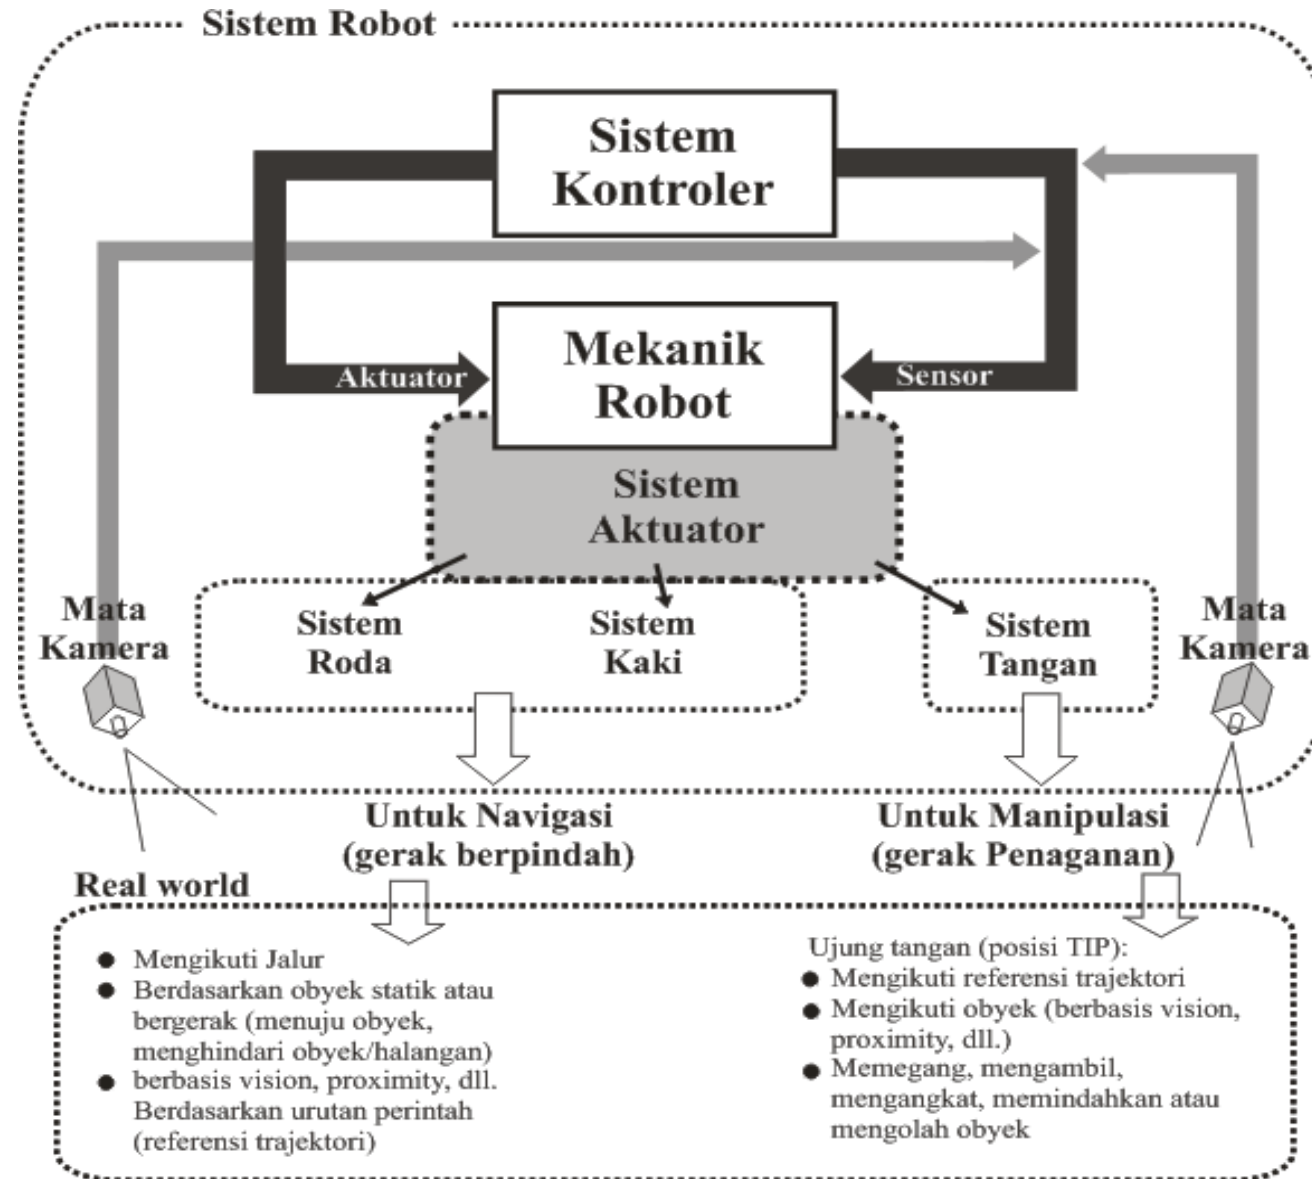 Sistem Robot
Sistem
Kontroler
Mekanik
Robot
Aktuator
Sensor
Sistem
Aktuator
Mata
Kamera
Sistem
Roda
Sistem
Kaki
Sistem
Tangan
Mata
Kamera
Untuk Navigasi
(gerak berpindah)
Untuk Manipulasi
(gerak Penaganan)
Real world
● Mengikuti Jalur
● Berdasarkan obyek statik atau
bergerak (menuju obyek,
menghindari obyek/halangan)
● berbasis vision, proximity, dll.
Berdasarkan urutan perintah
(referensi trajektori)
Ujung tangan (posisi TIP):
● Mengikuti referensi trajektori
● Mengikuti obyek (berbasis vision,
proximity, dll.)
● Memegang, mengambil,
mengangkat, memindahkan atau
mengolah obyek